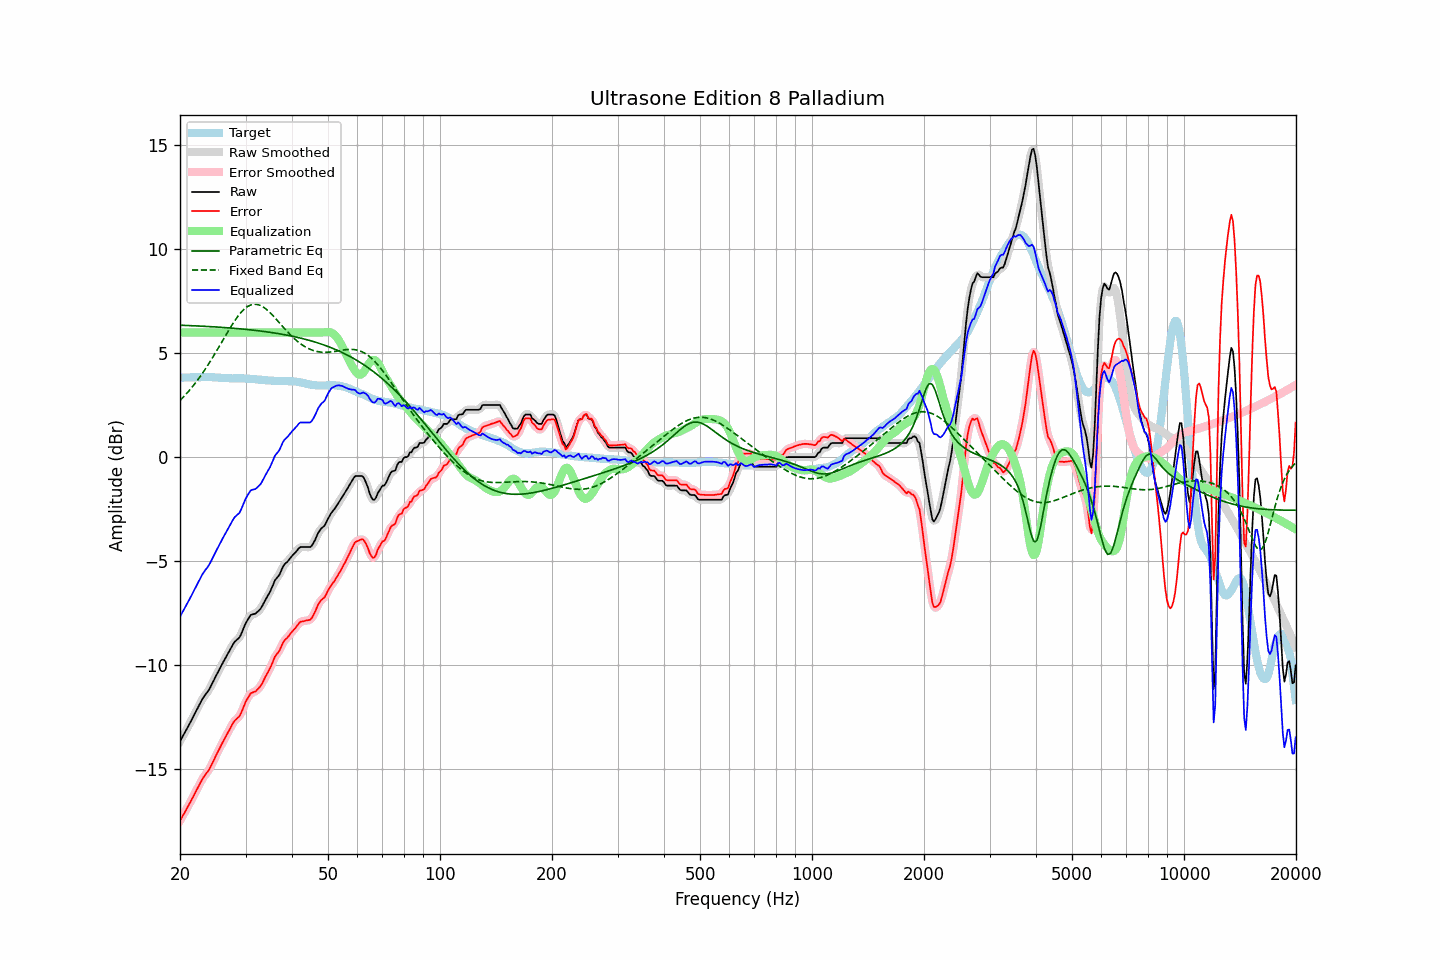 Ultrasone Edition 8 Palladium
Target
Raw Smoothed
Error Smoothed
Raw
Error
Equalization
Parametric Eq
Fixed Band Eq
Equalized
15
10
5
0
−5
−10
−15
Amplitude (dBr)
20 50 100 200 500 1000 2000 5000 10000 20000
Frequency (Hz)